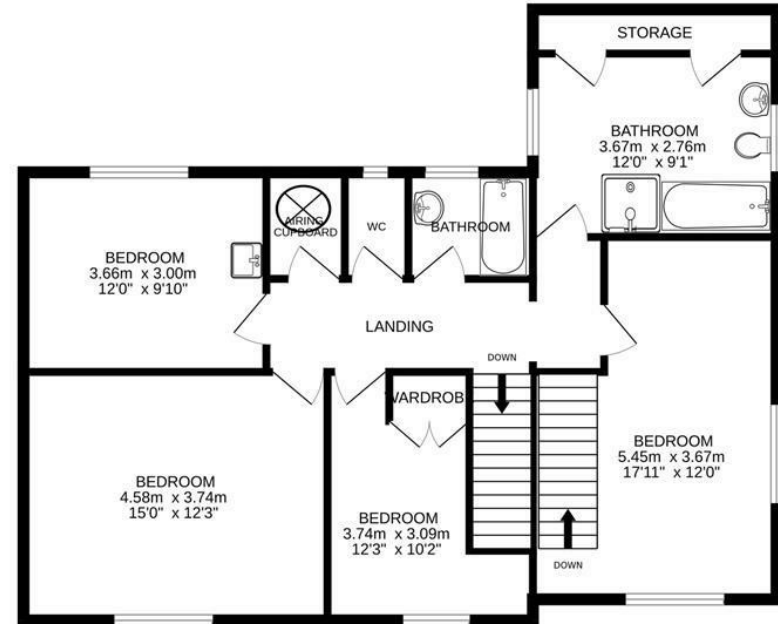 STORAGE
BATHROOM
3.67m x 2.76m
12'0" x 9'1"
AIRING
CUPBOARD
WC
BATHROOM
BEDROOM
3.66m x 3.00m
12'0" x 9'10"
LANDING
DOWN
WARDROB
BEDROOM
5.45m x 3.67m
17'11" x 12'0"
BEDROOM
4.58m x 3.74m
15'0" x 12'3"
BEDROOM
3.74m x 3.09m
12'3" x 10'2"
DOWN